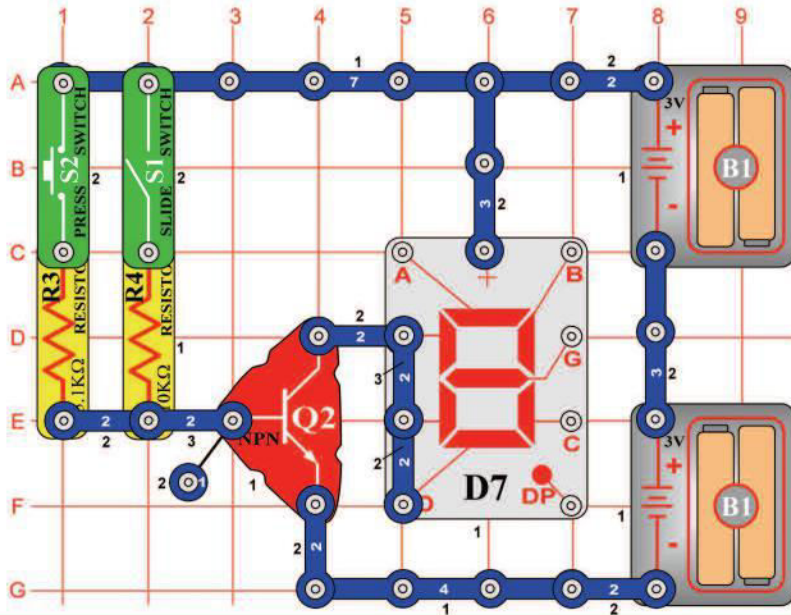 1 2 3 4 5 6 7 8 9
A 1 7 2 2
3V + B1 -
B 2 2 1
S2 PRESS SWITCH
S1 SLIDE SWITCH
3 2
C A + B
R3 RESISTO
R4 RESISTO
D 2 2 G
1 3 2 3 2
5.1KΩ
E 2 2 C
2 3 NPN Q2 3V + B1 -
2 1 1 2 2 D D7 DP
F 1 1
2 2
G 4 2
1 2